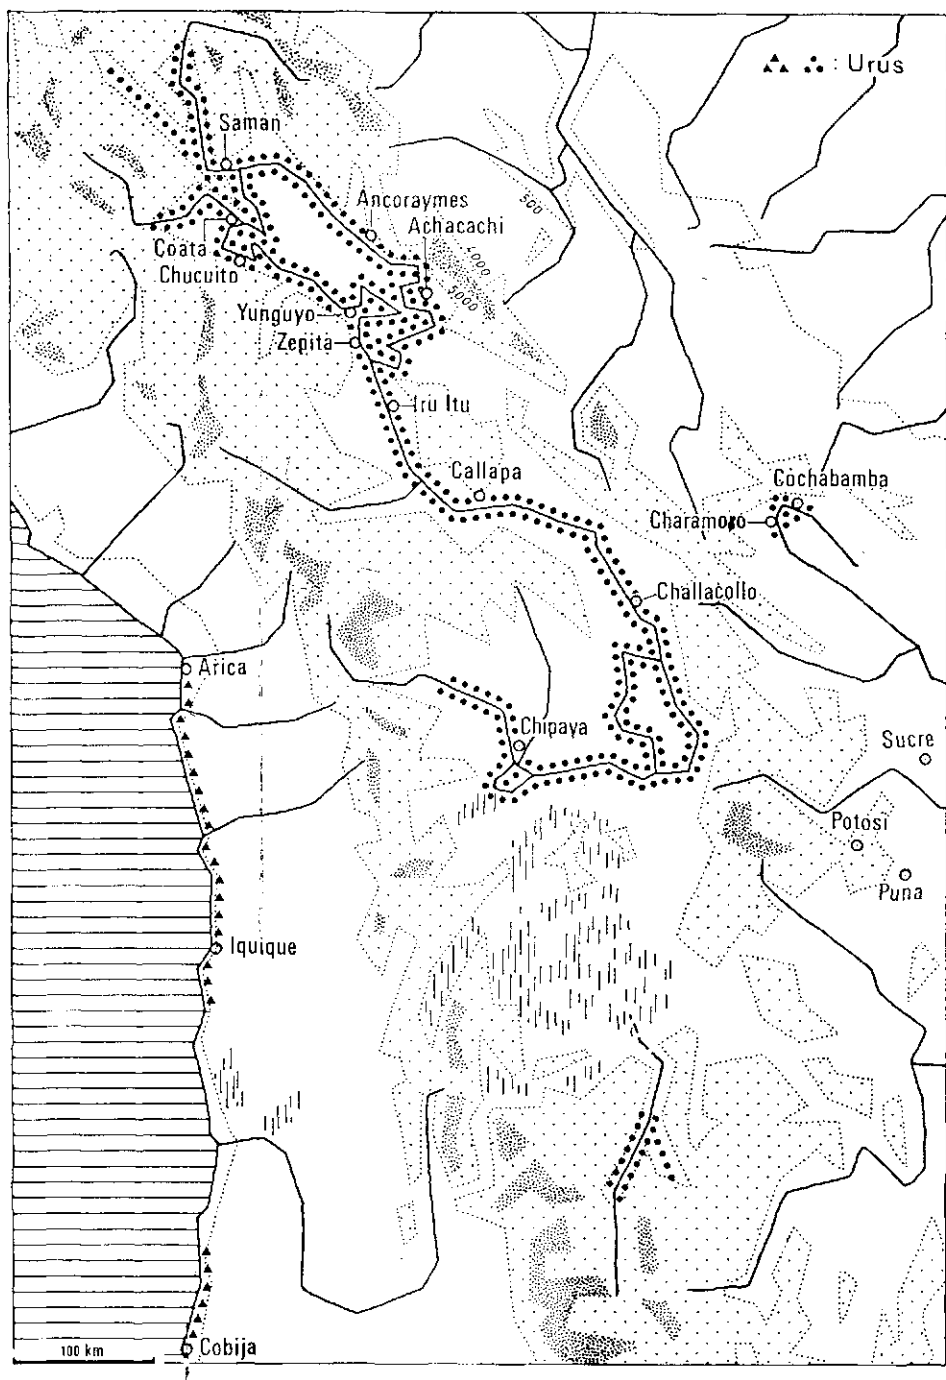 : Urus
Saman
Ancoraymes
Achacachi
500
1000
5000
Coata
Chucuito
Yunguyo
Zepita
Iru Itu
Callapa
Cochabamba
Charamoro
Challacollo
Arica
Chipaya
Sucre
Potosi
Puna
Iquique
Cobija
100 km